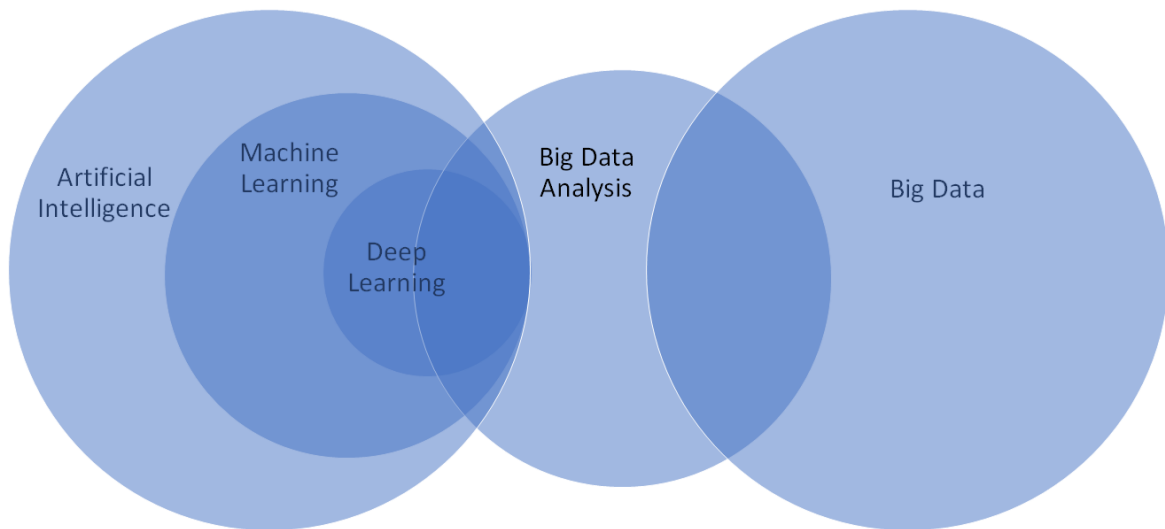 Artificial
Intelligence
Machine
Learning
Deep
Learning
Big Data
Analysis
Big Data